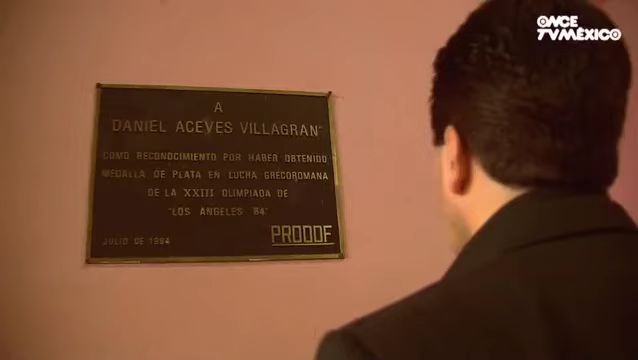 ONCE
TV MÉXICO
A
DANIEL ACEVES VILLAGRAN
COMO RECONOCIMIENTO POR HABER OBTENIDO
MEDALLA DE PLATA EN LUCHA GRECOROMANA
DE LA XXIII OLIMPIADA DE
"LOS ANGELES 84"
JULIO DE 1984
PRODDF